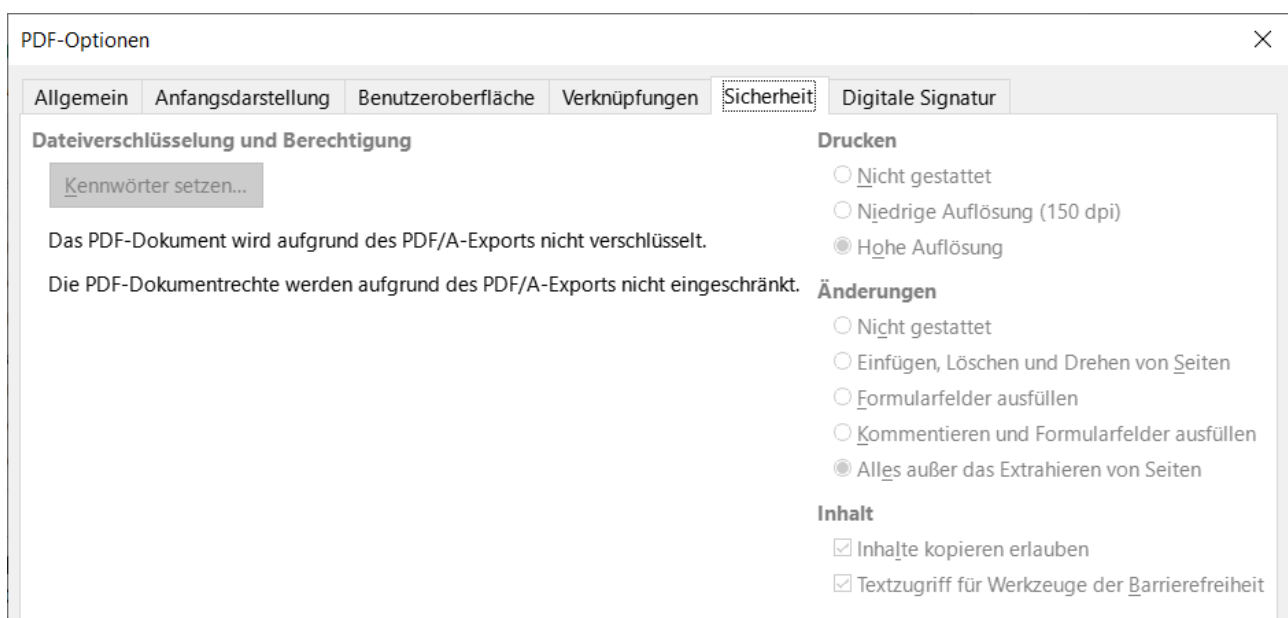 PDF-Optionen
Allgemein Anfangsdarstellung Benutzeroberfläche Verknüpfungen Sicherheit Digitale Signatur
Dateiverschlüsselung und Berechtigung
Kennwörter setzen...
Das PDF-Dokument wird aufgrund des PDF/A-Exports nicht verschlüsselt.
Die PDF-Dokumentrechte werden aufgrund des PDF/A-Exports nicht eingeschränkt.
Drucken
Nicht gestattet
Niedrige Auflösung (150 dpi)
Hohe Auflösung
Änderungen
Nicht gestattet
Einfügen, Löschen und Drehen von Seiten
Formularfelder ausfüllen
Kommentieren und Formularfelder ausfüllen
Alles außer das Extrahieren von Seiten
Inhalt
Inhalte kopieren erlauben
Textzugriff für Werkzeuge der Barrierefreiheit